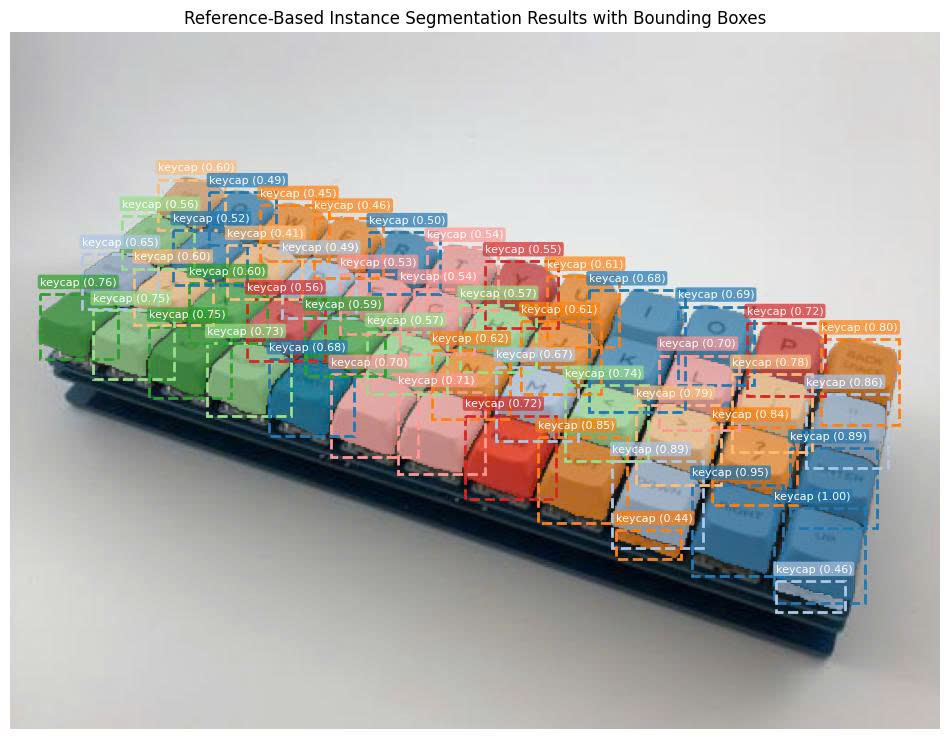 Reference-Based Instance Segmentation Results with Bounding Boxes
keycap (0.60)
keycap (0.49)
keycap (0.45)
keycap (0.56)
keycap (0.46)
keycap (0.52)
keycap (0.50)
keycap (0.41)
keycap (0.54)
keycap (0.65)
keycap (0.49)
keycap (0.55)
keycap (0.60)
keycap (0.53)
keycap (0.61)
keycap (0.60)
keycap (0.54)
keycap (0.68)
keycap (0.76)
keycap (0.56)
keycap (0.57)
keycap (0.69)
keycap (0.75)
keycap (0.59)
keycap (0.61)
keycap (0.72)
keycap (0.75)
keycap (0.57)
keycap (0.80)
keycap (0.73)
keycap (0.62)
keycap (0.70)
keycap (0.68)
keycap (0.67)
keycap (0.78)
keycap (0.70)
keycap (0.74)
keycap (0.86)
keycap (0.71)
keycap (0.79)
keycap (0.72)
keycap (0.84)
keycap (0.85)
keycap (0.89)
keycap (0.89)
keycap (0.95)
keycap (1.00)
keycap (0.44)
keycap (0.46)
W
R
T
Y
U
I
O
P
J
K
L
M
<
>
?